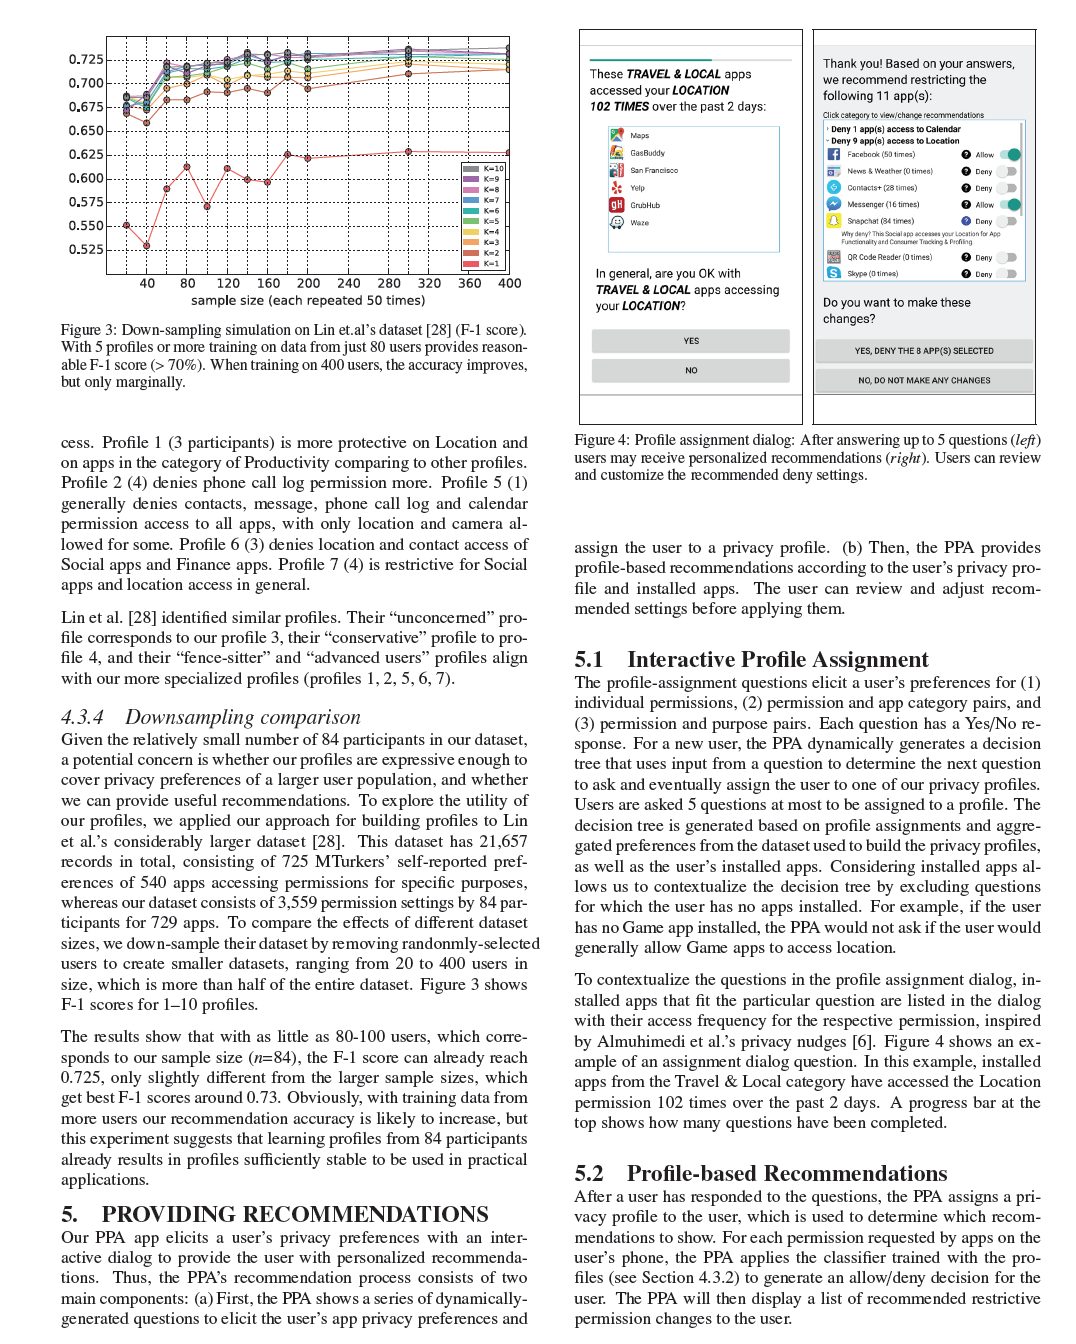 0.725
0.700
0.675
0.650
0.625
0.600
0.575
0.550
0.525
K=10
K=9
K=8
K=7
K=6
K=5
K=4
K=3
K=2
K=1
40 80 120 160 200 240 280 320 360 400
sample size (each repeated 50 times)
Figure 3: Down-sampling simulation on Lin et.al's dataset [28] (F-1 score).
With 5 profiles or more training on data from just 80 users provides reason-
able F-1 score (> 70%). When training on 400 users, the accuracy improves,
but only marginally.
cess. Profile 1 (3 participants) is more protective on Location and
on apps in the category of Productivity comparing to other profiles.
Profile 2 (4) denies phone call log permission more. Profile 5 (1)
generally denies contacts, message, phone call log and calendar
permission access to all apps, with only location and camera al-
lowed for some. Profile 6 (3) denies location and contact access of
Social apps and Finance apps. Profile 7 (4) is restrictive for Social
apps and location access in general.
Lin et al. [28] identified similar profiles. Their “unconcerned” pro-
file corresponds to our profile 3, their “conservative” profile to pro-
file 4, and their “fence-sitter” and “advanced users” profiles align
with our more specialized profiles (profiles 1, 2, 5, 6, 7).
4.3.4 Downsampling comparison
Given the relatively small number of 84 participants in our dataset,
a potential concern is whether our profiles are expressive enough to
cover privacy preferences of a larger user population, and whether
we can provide useful recommendations. To explore the utility of
our profiles, we applied our approach for building profiles to Lin
et al.'s considerably larger dataset [28]. This dataset has 21,657
records in total, consisting of 725 MTurkers' self-reported pref-
erences of 540 apps accessing permissions for specific purposes,
whereas our dataset consists of 3,559 permission settings by 84 par-
ticipants for 729 apps. To compare the effects of different dataset
sizes, we down-sample their dataset by removing randonmly-selected
users to create smaller datasets, ranging from 20 to 400 users in
size, which is more than half of the entire dataset. Figure 3 shows
F-1 scores for 1–10 profiles.
The results show that with as little as 80-100 users, which corre-
sponds to our sample size (n=84), the F-1 score can already reach
0.725, only slightly different from the larger sample sizes, which
get best F-1 scores around 0.73. Obviously, with training data from
more users our recommendation accuracy is likely to increase, but
this experiment suggests that learning profiles from 84 participants
already results in profiles sufficiently stable to be used in practical
applications.
5. PROVIDING RECOMMENDATIONS
Our PPA app elicits a user's privacy preferences with an inter-
active dialog to provide the user with personalized recommenda-
tions. Thus, the PPA's recommendation process consists of two
main components: (a) First, the PPA shows a series of dynamically-
generated questions to elicit the user's app privacy preferences and
These TRAVEL & LOCAL apps
accessed your LOCATION
102 TIMES over the past 2 days:
Maps
GasBuddy
San Francisco
Yelp
gH GrubHub
Waze
In general, are you OK with
TRAVEL & LOCAL apps accessing
your LOCATION?
YES
NO
Thank you! Based on your answers,
we recommend restricting the
following 11 app(s):
Click category to view/change recommendations
Deny 1 app(s) access to Calendar
Deny 9 app(s) access to Location
Facebook (50 times) ? Allow
News & Weather (0 times) ? Deny
Contacts+ (28 times) ? Deny
Messenger (16 times) ? Allow
Snapchat (84 times) ? Deny
Why deny? This Social app accesses your Location for App
Functionality and Consumer Tracking & Profiling
QR Code Reader (0 times) ? Deny
Skype (0 times) ? Deny
Do you want to make these
changes?
YES, DENY THE 8 APP(S) SELECTED
NO, DO NOT MAKE ANY CHANGES
Figure 4: Profile assignment dialog: After answering up to 5 questions (left)
users may receive personalized recommendations (right). Users can review
and customize the recommended deny settings.
assign the user to a privacy profile. (b) Then, the PPA provides
profile-based recommendations according to the user's privacy pro-
file and installed apps. The user can review and adjust recom-
mended settings before applying them.
5.1 Interactive Profile Assignment
The profile-assignment questions elicit a user's preferences for (1)
individual permissions, (2) permission and app category pairs, and
(3) permission and purpose pairs. Each question has a Yes/No re-
sponse. For a new user, the PPA dynamically generates a decision
tree that uses input from a question to determine the next question
to ask and eventually assign the user to one of our privacy profiles.
Users are asked 5 questions at most to be assigned to a profile. The
decision tree is generated based on profile assignments and aggre-
gated preferences from the dataset used to build the privacy profiles,
as well as the user's installed apps. Considering installed apps al-
lows us to contextualize the decision tree by excluding questions
for which the user has no apps installed. For example, if the user
has no Game app installed, the PPA would not ask if the user would
generally allow Game apps to access location.
To contextualize the questions in the profile assignment dialog, in-
stalled apps that fit the particular question are listed in the dialog
with their access frequency for the respective permission, inspired
by Almuhimedi et al.'s privacy nudges [6]. Figure 4 shows an ex-
ample of an assignment dialog question. In this example, installed
apps from the Travel & Local category have accessed the Location
permission 102 times over the past 2 days. A progress bar at the
top shows how many questions have been completed.
5.2 Profile-based Recommendations
After a user has responded to the questions, the PPA assigns a pri-
vacy profile to the user, which is used to determine which recom-
mendations to show. For each permission requested by apps on the
user's phone, the PPA applies the classifier trained with the pro-
files (see Section 4.3.2) to generate an allow/deny decision for the
user. The PPA will then display a list of recommended restrictive
permission changes to the user.